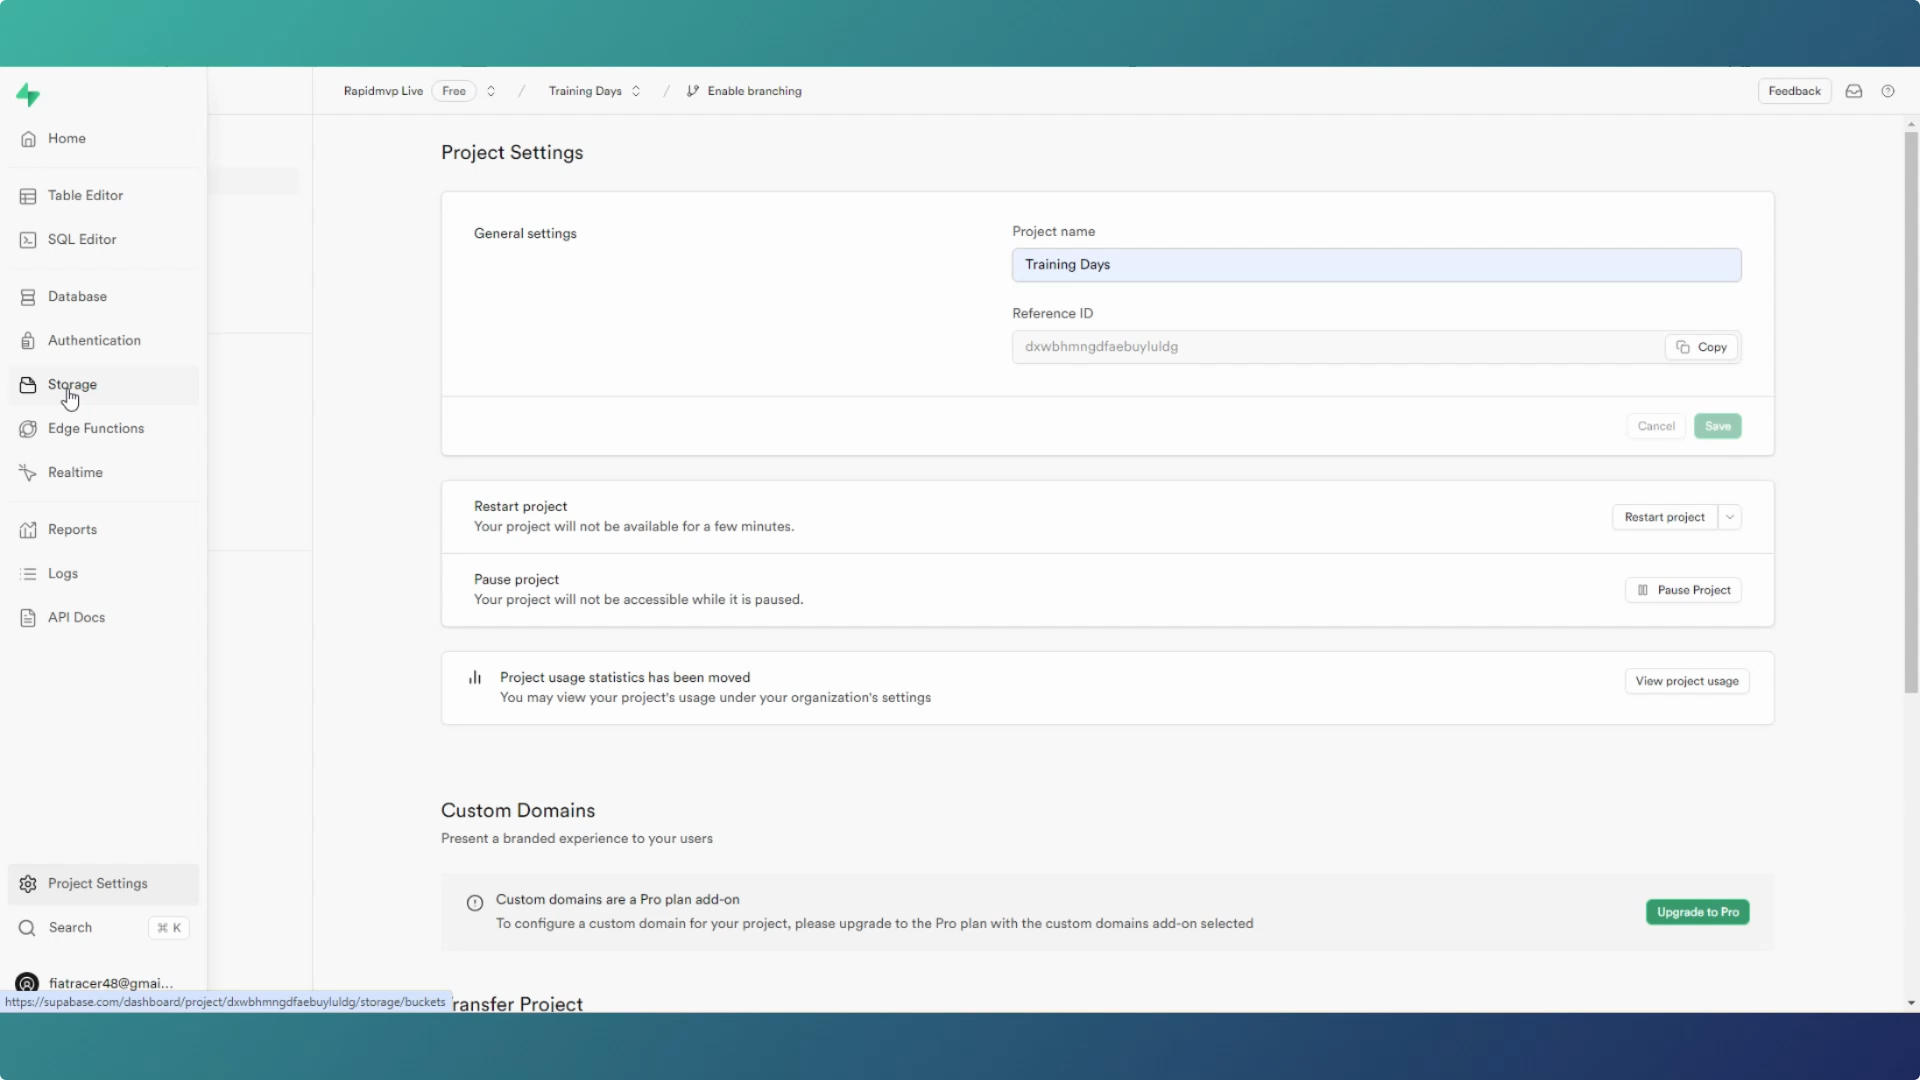 Home
Table Editor
SQL Editor
Database
Authentication
Storage
Edge Functions
Realtime
Reports
Logs
API Docs
Project Settings
Search
⌘ K
fiatracer48@gmai...
https://supabase.com/dashboard/project/dxwbhmngdfaebuyluldg/storage/buckets
Rapidmvp Live Free / Training Days / Enable branching
Feedback
Project Settings
General settings
Project name
Training Days
Reference ID
dxwbhmngdfaebuyluldg
Copy
Cancel
Save
Restart project
Your project will not be available for a few minutes.
Restart project
Pause project
Your project will not be accessible while it is paused.
Pause Project
Project usage statistics has been moved
You may view your project's usage under your organization's settings
View project usage
Custom Domains
Present a branded experience to your users
Custom domains are a Pro plan add-on
To configure a custom domain for your project, please upgrade to the Pro plan with the custom domains add-on selected
Upgrade to Pro
ransfer Project